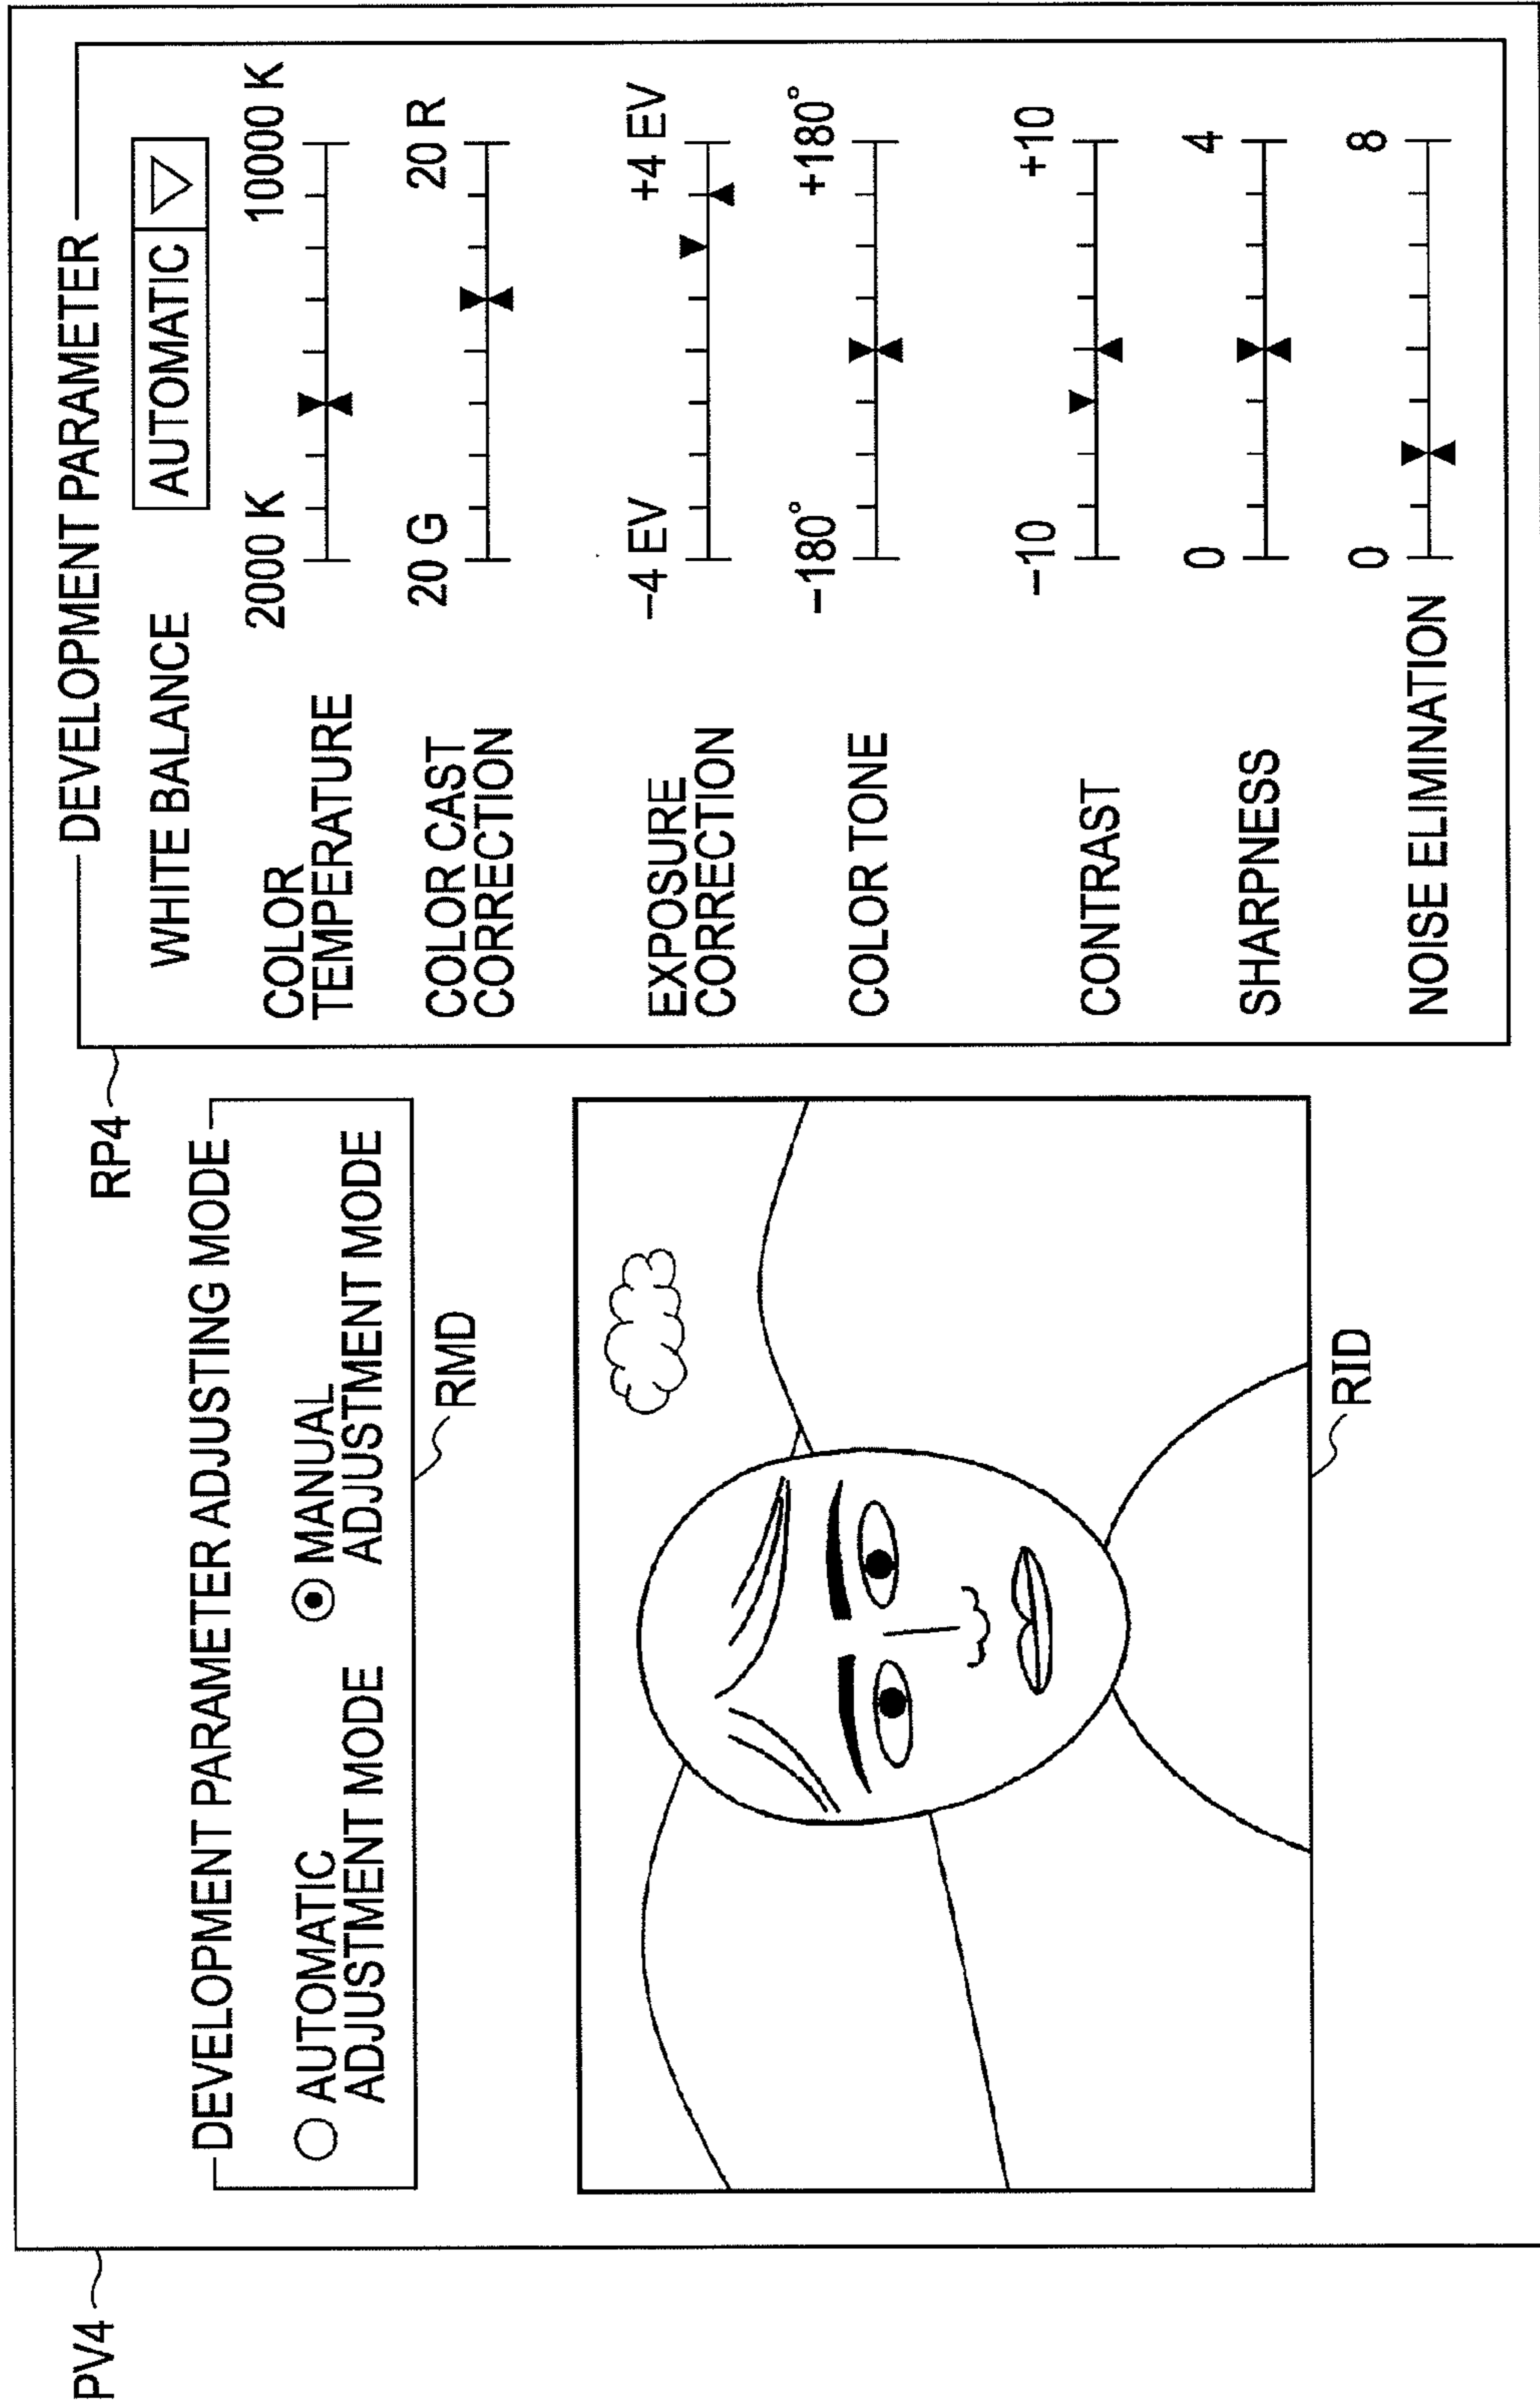 PV4
RP4
DEVELOPMENT PARAMETER ADJUSTING MODE
AUTOMATIC
ADJUSTMENT MODE
MANUAL
ADJUSTMENT MODE
RMD
RID
DEVELOPMENT PARAMETER
WHITE BALANCE
AUTOMATIC
COLOR
TEMPERATURE
2000 K
10000 K
COLOR CAST
CORRECTION
20 G
20 R
EXPOSURE
CORRECTION
–4 EV
+4 EV
COLOR TONE
–180°
+180°
CONTRAST
–10
+10
SHARPNESS
0
4
NOISE ELIMINATION
0
8